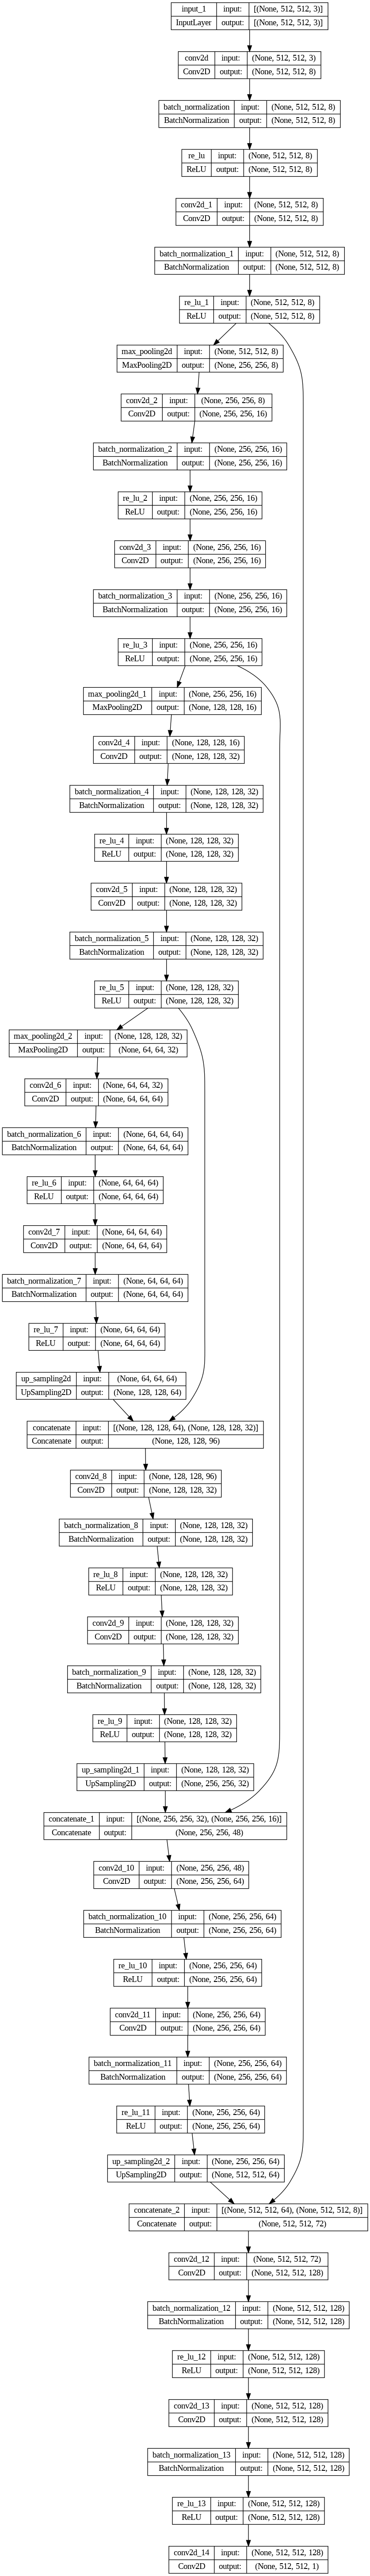 input_1 input: [(None, 512, 512, 3)]
InputLayer output: [(None, 512, 512, 3)]
conv2d input: (None, 512, 512, 3)
Conv2D output: (None, 512, 512, 8)
batch_normalization input: (None, 512, 512, 8)
BatchNormalization output: (None, 512, 512, 8)
re_lu input: (None, 512, 512, 8)
ReLU output: (None, 512, 512, 8)
conv2d_1 input: (None, 512, 512, 8)
Conv2D output: (None, 512, 512, 8)
batch_normalization_1 input: (None, 512, 512, 8)
BatchNormalization output: (None, 512, 512, 8)
re_lu_1 input: (None, 512, 512, 8)
ReLU output: (None, 512, 512, 8)
max_pooling2d input: (None, 512, 512, 8)
MaxPooling2D output: (None, 256, 256, 8)
conv2d_2 input: (None, 256, 256, 8)
Conv2D output: (None, 256, 256, 16)
batch_normalization_2 input: (None, 256, 256, 16)
BatchNormalization output: (None, 256, 256, 16)
re_lu_2 input: (None, 256, 256, 16)
ReLU output: (None, 256, 256, 16)
conv2d_3 input: (None, 256, 256, 16)
Conv2D output: (None, 256, 256, 16)
batch_normalization_3 input: (None, 256, 256, 16)
BatchNormalization output: (None, 256, 256, 16)
re_lu_3 input: (None, 256, 256, 16)
ReLU output: (None, 256, 256, 16)
max_pooling2d_1 input: (None, 256, 256, 16)
MaxPooling2D output: (None, 128, 128, 16)
conv2d_4 input: (None, 128, 128, 16)
Conv2D output: (None, 128, 128, 32)
batch_normalization_4 input: (None, 128, 128, 32)
BatchNormalization output: (None, 128, 128, 32)
re_lu_4 input: (None, 128, 128, 32)
ReLU output: (None, 128, 128, 32)
conv2d_5 input: (None, 128, 128, 32)
Conv2D output: (None, 128, 128, 32)
batch_normalization_5 input: (None, 128, 128, 32)
BatchNormalization output: (None, 128, 128, 32)
re_lu_5 input: (None, 128, 128, 32)
ReLU output: (None, 128, 128, 32)
max_pooling2d_2 input: (None, 128, 128, 32)
MaxPooling2D output: (None, 64, 64, 32)
conv2d_6 input: (None, 64, 64, 32)
Conv2D output: (None, 64, 64, 64)
batch_normalization_6 input: (None, 64, 64, 64)
BatchNormalization output: (None, 64, 64, 64)
re_lu_6 input: (None, 64, 64, 64)
ReLU output: (None, 64, 64, 64)
conv2d_7 input: (None, 64, 64, 64)
Conv2D output: (None, 64, 64, 64)
batch_normalization_7 input: (None, 64, 64, 64)
BatchNormalization output: (None, 64, 64, 64)
re_lu_7 input: (None, 64, 64, 64)
ReLU output: (None, 64, 64, 64)
up_sampling2d input: (None, 64, 64, 64)
UpSampling2D output: (None, 128, 128, 64)
concatenate input: [(None, 128, 128, 64), (None, 128, 128, 32)]
Concatenate output: (None, 128, 128, 96)
conv2d_8 input: (None, 128, 128, 96)
Conv2D output: (None, 128, 128, 32)
batch_normalization_8 input: (None, 128, 128, 32)
BatchNormalization output: (None, 128, 128, 32)
re_lu_8 input: (None, 128, 128, 32)
ReLU output: (None, 128, 128, 32)
conv2d_9 input: (None, 128, 128, 32)
Conv2D output: (None, 128, 128, 32)
batch_normalization_9 input: (None, 128, 128, 32)
BatchNormalization output: (None, 128, 128, 32)
re_lu_9 input: (None, 128, 128, 32)
ReLU output: (None, 128, 128, 32)
up_sampling2d_1 input: (None, 128, 128, 32)
UpSampling2D output: (None, 256, 256, 32)
concatenate_1 input: [(None, 256, 256, 32), (None, 256, 256, 16)]
Concatenate output: (None, 256, 256, 48)
conv2d_10 input: (None, 256, 256, 48)
Conv2D output: (None, 256, 256, 64)
batch_normalization_10 input: (None, 256, 256, 64)
BatchNormalization output: (None, 256, 256, 64)
re_lu_10 input: (None, 256, 256, 64)
ReLU output: (None, 256, 256, 64)
conv2d_11 input: (None, 256, 256, 64)
Conv2D output: (None, 256, 256, 64)
batch_normalization_11 input: (None, 256, 256, 64)
BatchNormalization output: (None, 256, 256, 64)
re_lu_11 input: (None, 256, 256, 64)
ReLU output: (None, 256, 256, 64)
up_sampling2d_2 input: (None, 256, 256, 64)
UpSampling2D output: (None, 512, 512, 64)
concatenate_2 input: [(None, 512, 512, 64), (None, 512, 512, 8)]
Concatenate output: (None, 512, 512, 72)
conv2d_12 input: (None, 512, 512, 72)
Conv2D output: (None, 512, 512, 128)
batch_normalization_12 input: (None, 512, 512, 128)
BatchNormalization output: (None, 512, 512, 128)
re_lu_12 input: (None, 512, 512, 128)
ReLU output: (None, 512, 512, 128)
conv2d_13 input: (None, 512, 512, 128)
Conv2D output: (None, 512, 512, 128)
batch_normalization_13 input: (None, 512, 512, 128)
BatchNormalization output: (None, 512, 512, 128)
re_lu_13 input: (None, 512, 512, 128)
ReLU output: (None, 512, 512, 128)
conv2d_14 input: (None, 512, 512, 128)
Conv2D output: (None, 512, 512, 1)